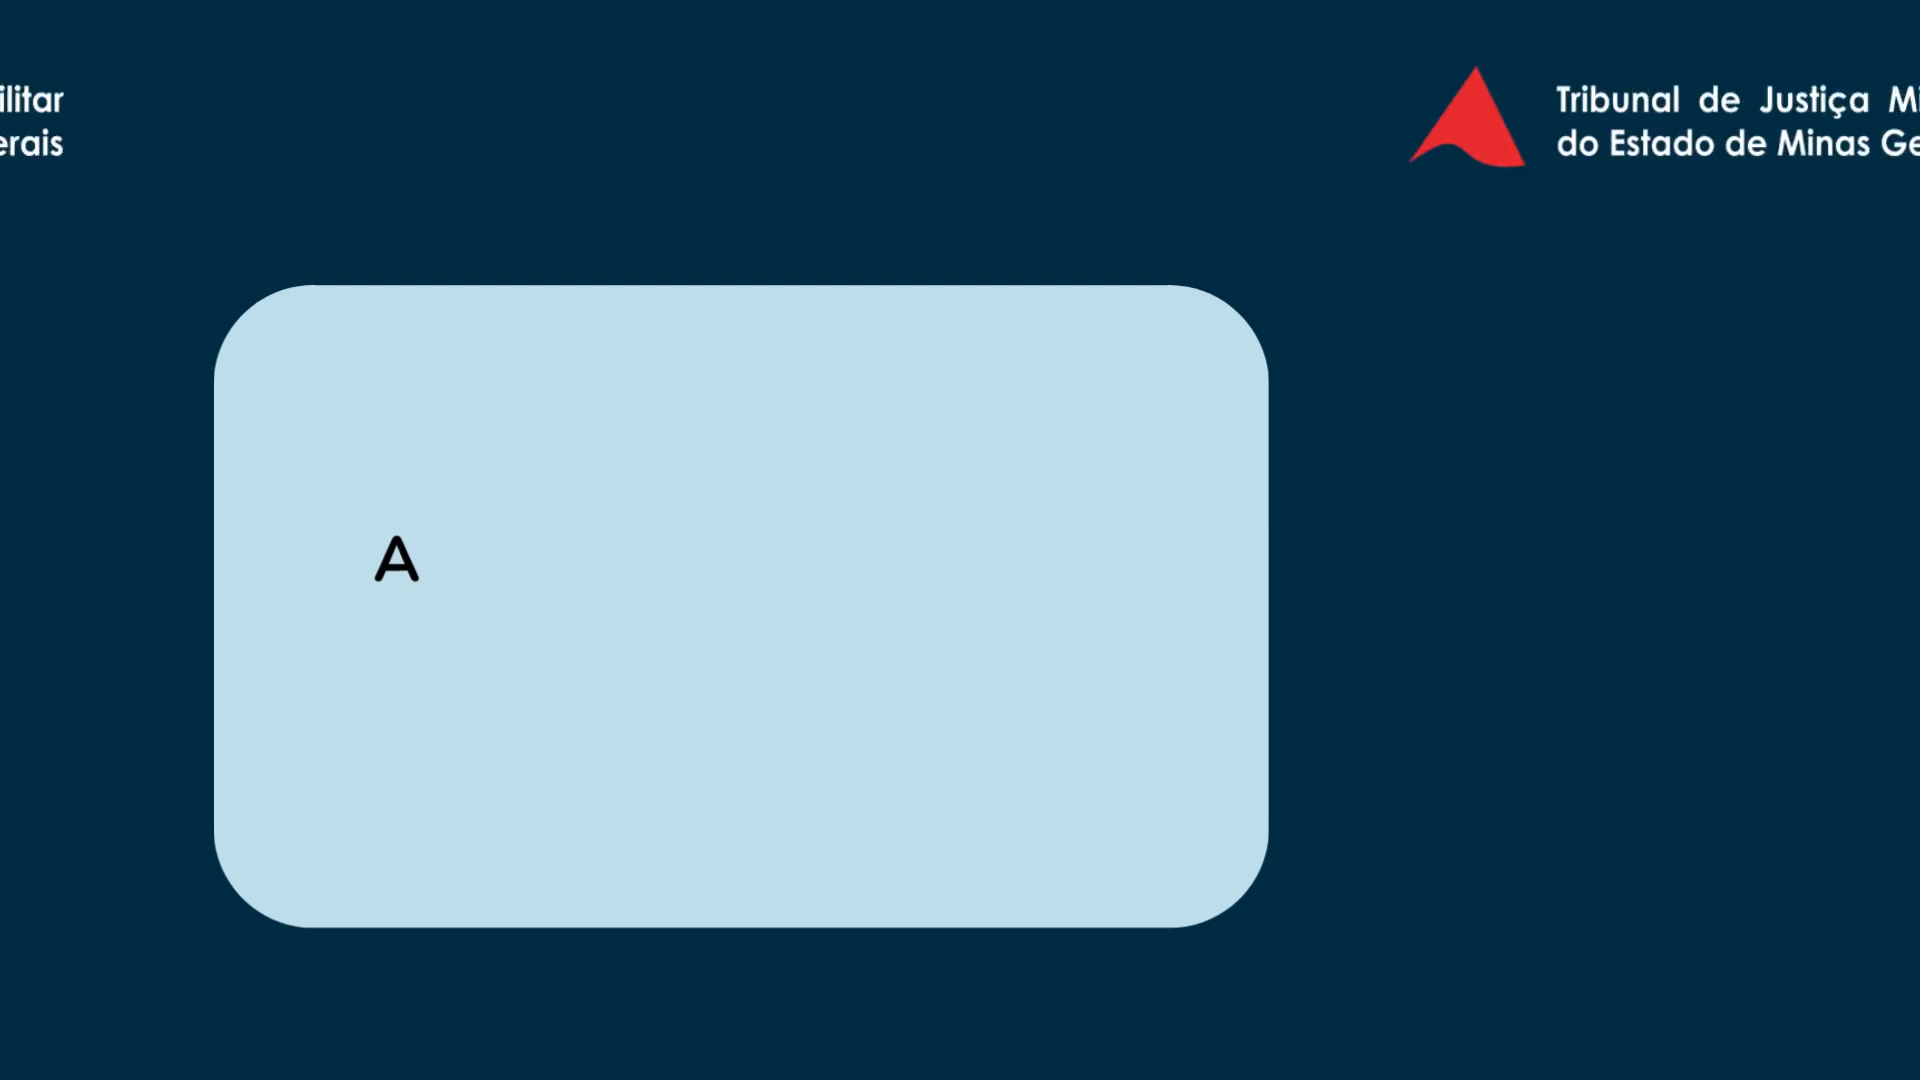 ilitar
erais
Tribunal de Justiça Mi
do Estado de Minas Ge
A